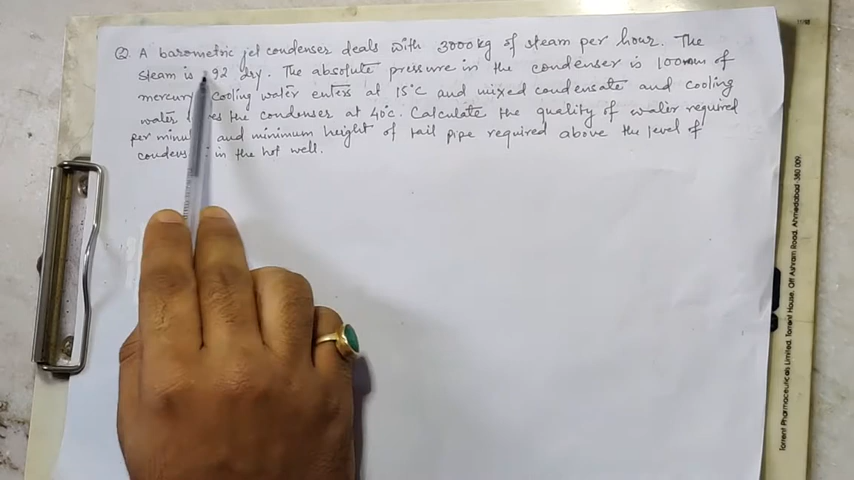 Q. A barometric jet condenser deals with 3000kg of steam per hour. The
steam is .92 dry. The absolute pressure in the condenser is 100mm of
mercury cooling water enters at 15°C and mixed condensate and cooling
water the condenser at 40°c. Calculate the quality of water required
per and minimum height of tail pipe required above the level of
in the hot well.
Torrent Pharmaceuticals Limited, Torrent House, Off Ashram Road, Ahmedabad-380 009.